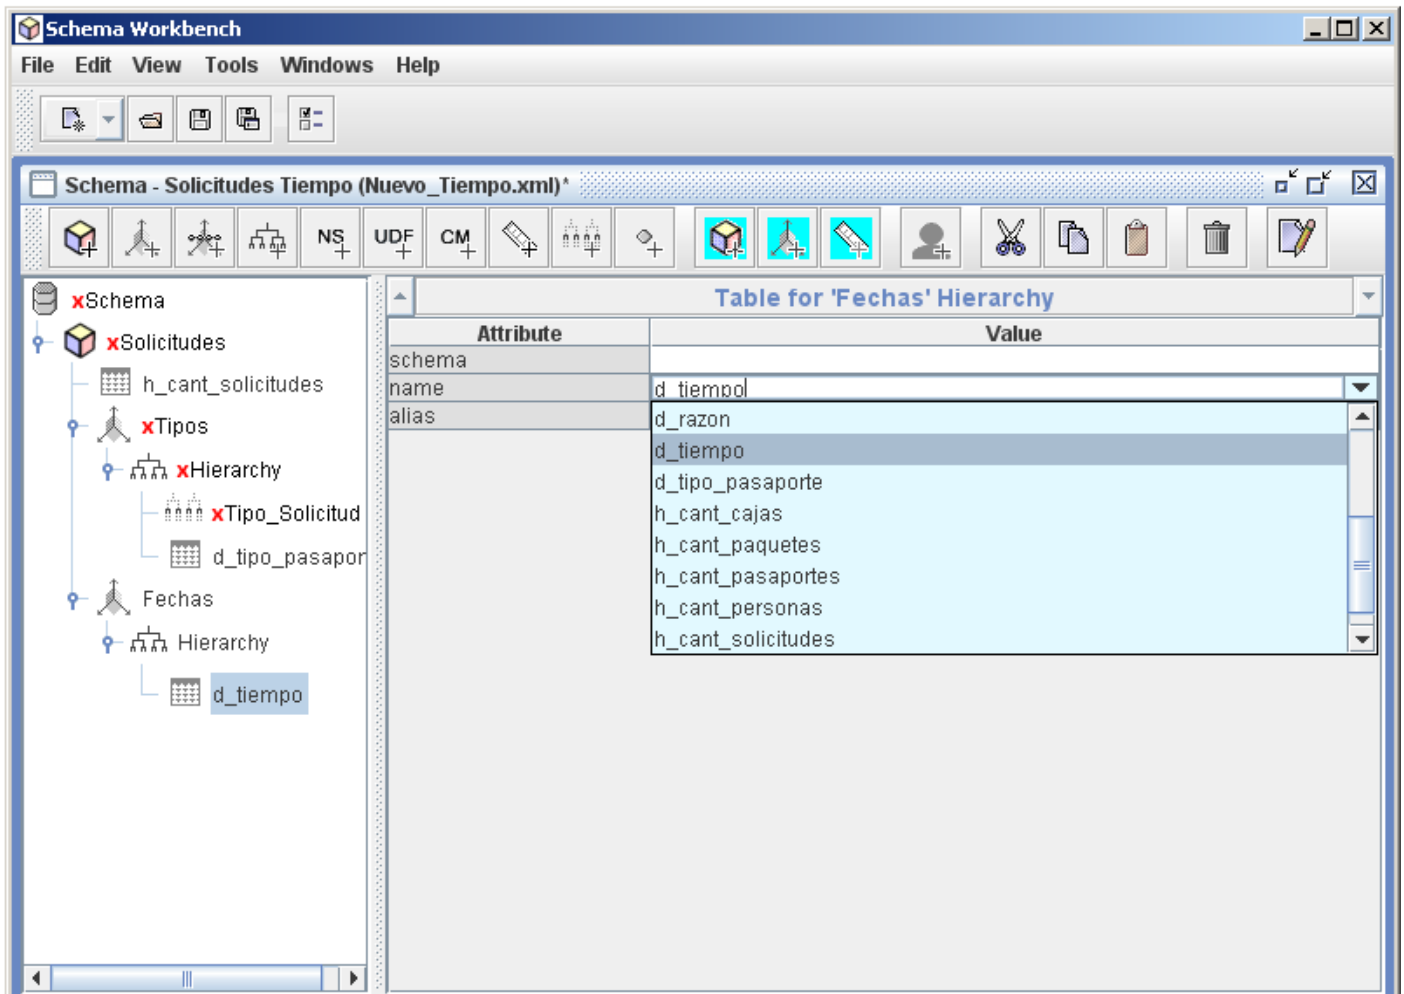 Schema Workbench
File Edit View Tools Windows Help
Schema - Solicitudes Tiempo (Nuevo_Tiempo.xml)*
NS UDF CM
xSchema
xSolicitudes
h_cant_solicitudes
xTipos
xHierarchy
xTipo_Solicitud
d_tipo_pasapor
Fechas
Hierarchy
d_tiempo
Table for 'Fechas' Hierarchy
Attribute Value
schema
name d_tiempo
alias
d_razon
d_tiempo
d_tipo_pasaporte
h_cant_cajas
h_cant_paquetes
h_cant_pasaportes
h_cant_personas
h_cant_solicitudes